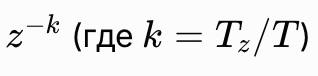 z^{-k} (где k = T_z/T)